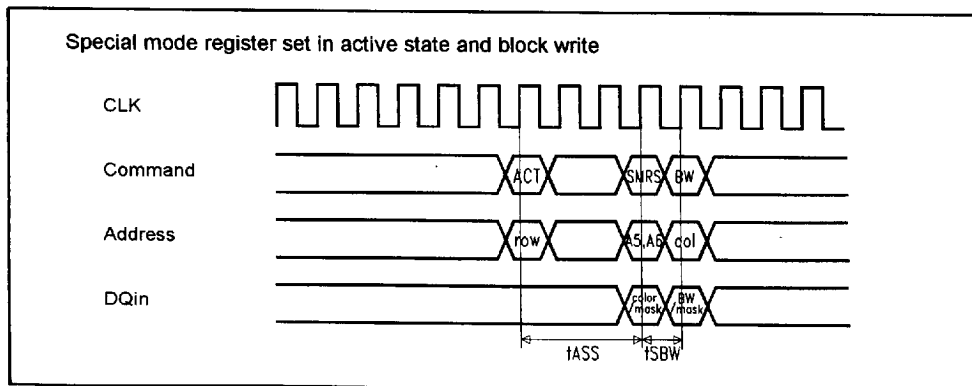 Special mode register set in active state and block write
CLK
Command
ACT
SMRS
BW
Address
row
A5,A6
col
DQin
color
/mask
BW
/mask
tASS
tSBW